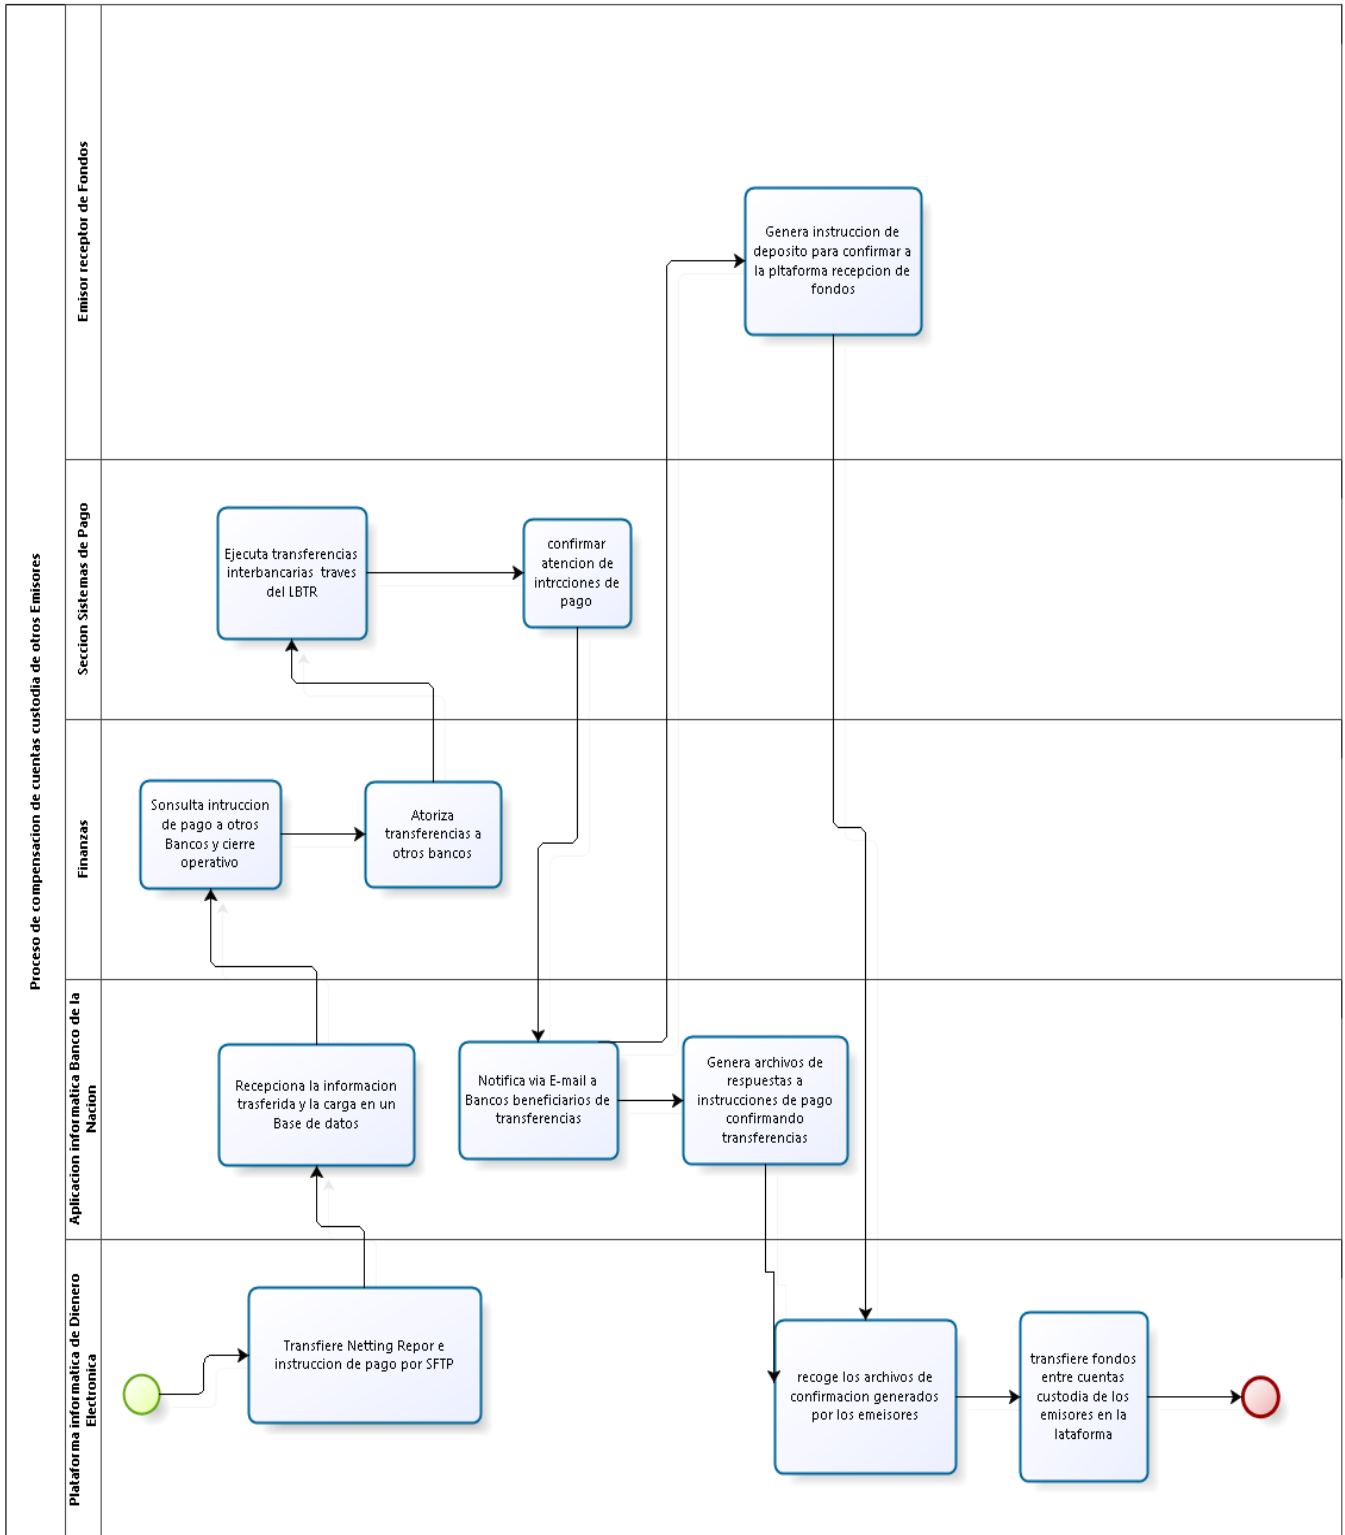 Proceso de compensacion de cuentas custodia de otros Emisores
Emisor receptor de Fondos
Genera instruccion de
deposito para confirmar a
la pltaforma recepcion de
fondos
Seccion Sistemas de Pago
Ejecuta transferencias
interbancarias traves
del LBTR
confirmar
atencion de
intrcciones de
pago
Finanzas
Sonsulta intruccion
de pago a otros
Bancos y cierre
operativo
Atoriza
transferencias a
otros bancos
Aplicacion informatica Banco de la
Nacion
Recepciona la informacion
trasferida y la carga en un
Base de datos
Notifica via E-mail a
Bancos beneficiarios de
transferencias
Genera archivos de
respuestas a
instrucciones de pago
confirmando
transferencias
Plataforma informatica de Dienero
Electronica
Transfiere Netting Repor e
instruccion de pago por SFTP
recoge los archivos de
confirmacion generados
por los emeisores
transfiere fondos
entre cuentas
custodia de los
emisores en la
lataforma